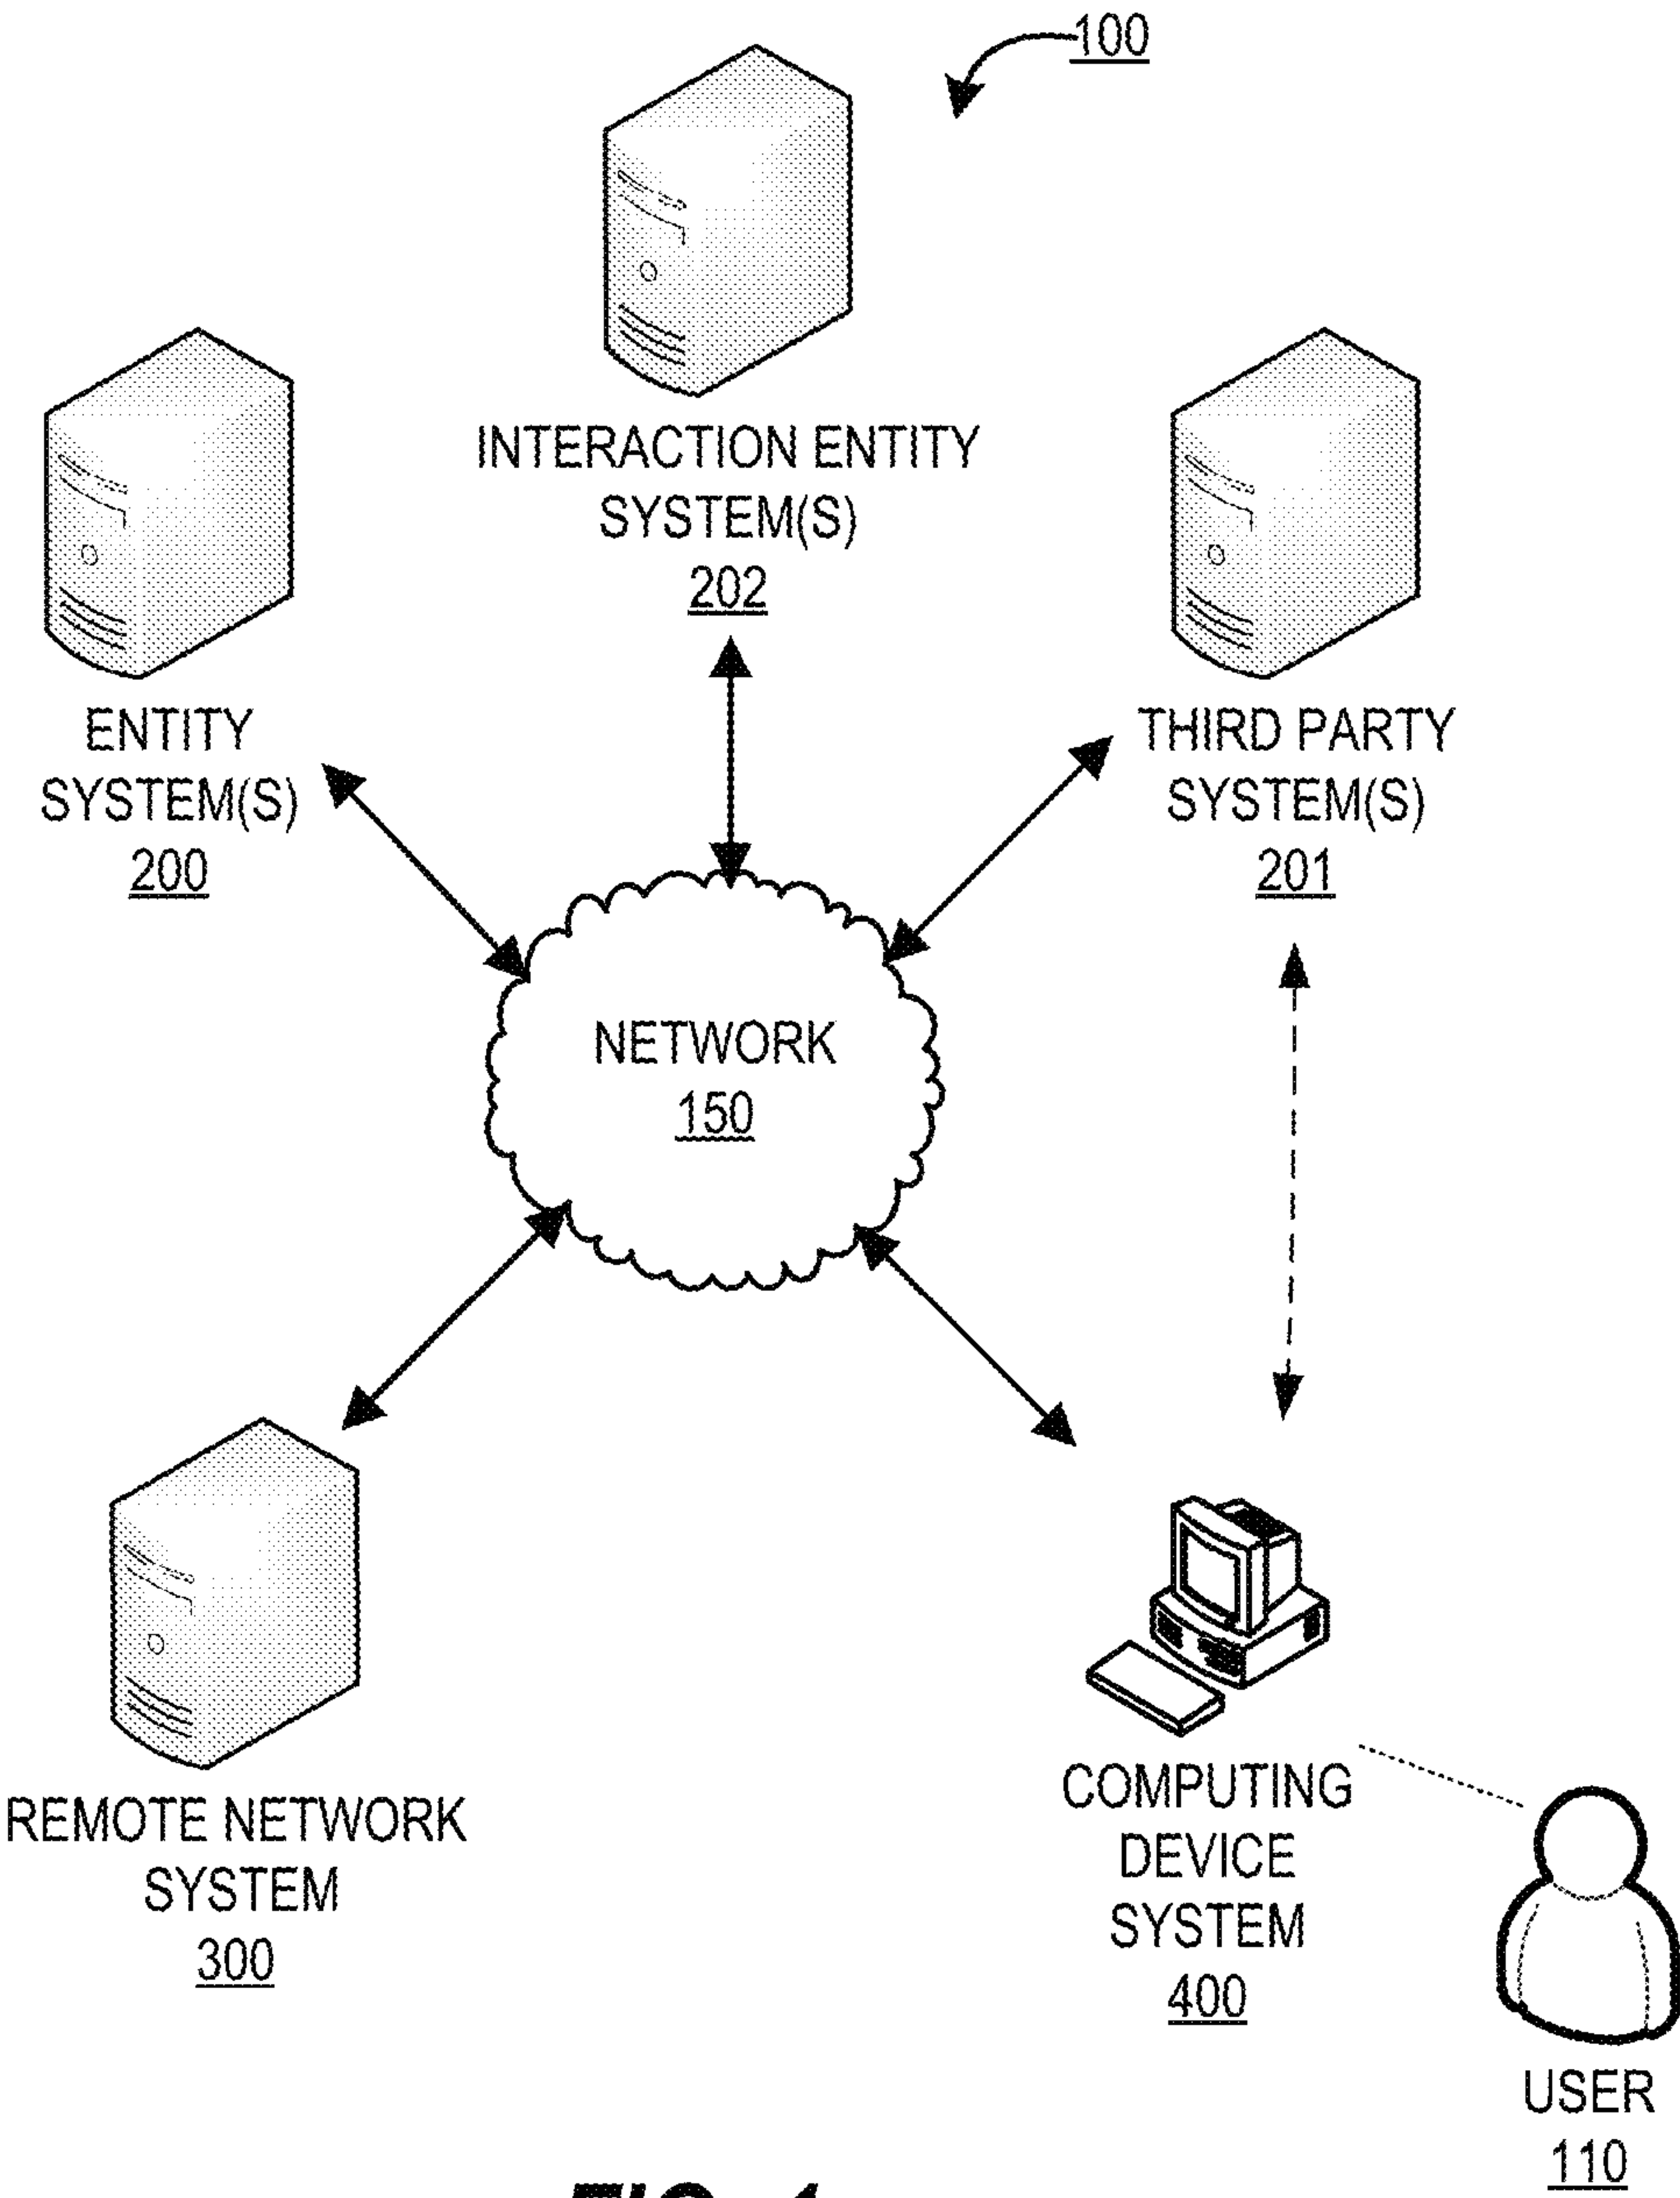 100
INTERACTION ENTITY
SYSTEM(S)
202
ENTITY
SYSTEM(S)
200
THIRD PARTY
SYSTEM(S)
201
NETWORK
150
REMOTE NETWORK
SYSTEM
300
COMPUTING
DEVICE
SYSTEM
400
USER
110